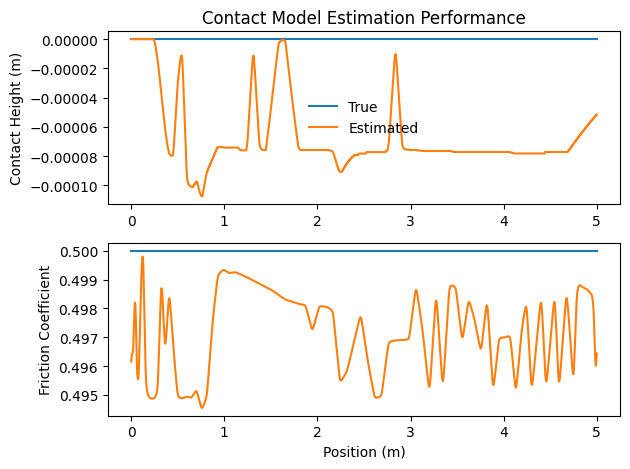 Contact Model Estimation Performance
Contact Height (m)
0.00000
−0.00002
−0.00004
−0.00006
−0.00008
−0.00010
True
Estimated
0 1 2 3 4 5
Friction Coefficient
0.500
0.499
0.498
0.497
0.496
0.495
0 1 2 3 4 5
Position (m)